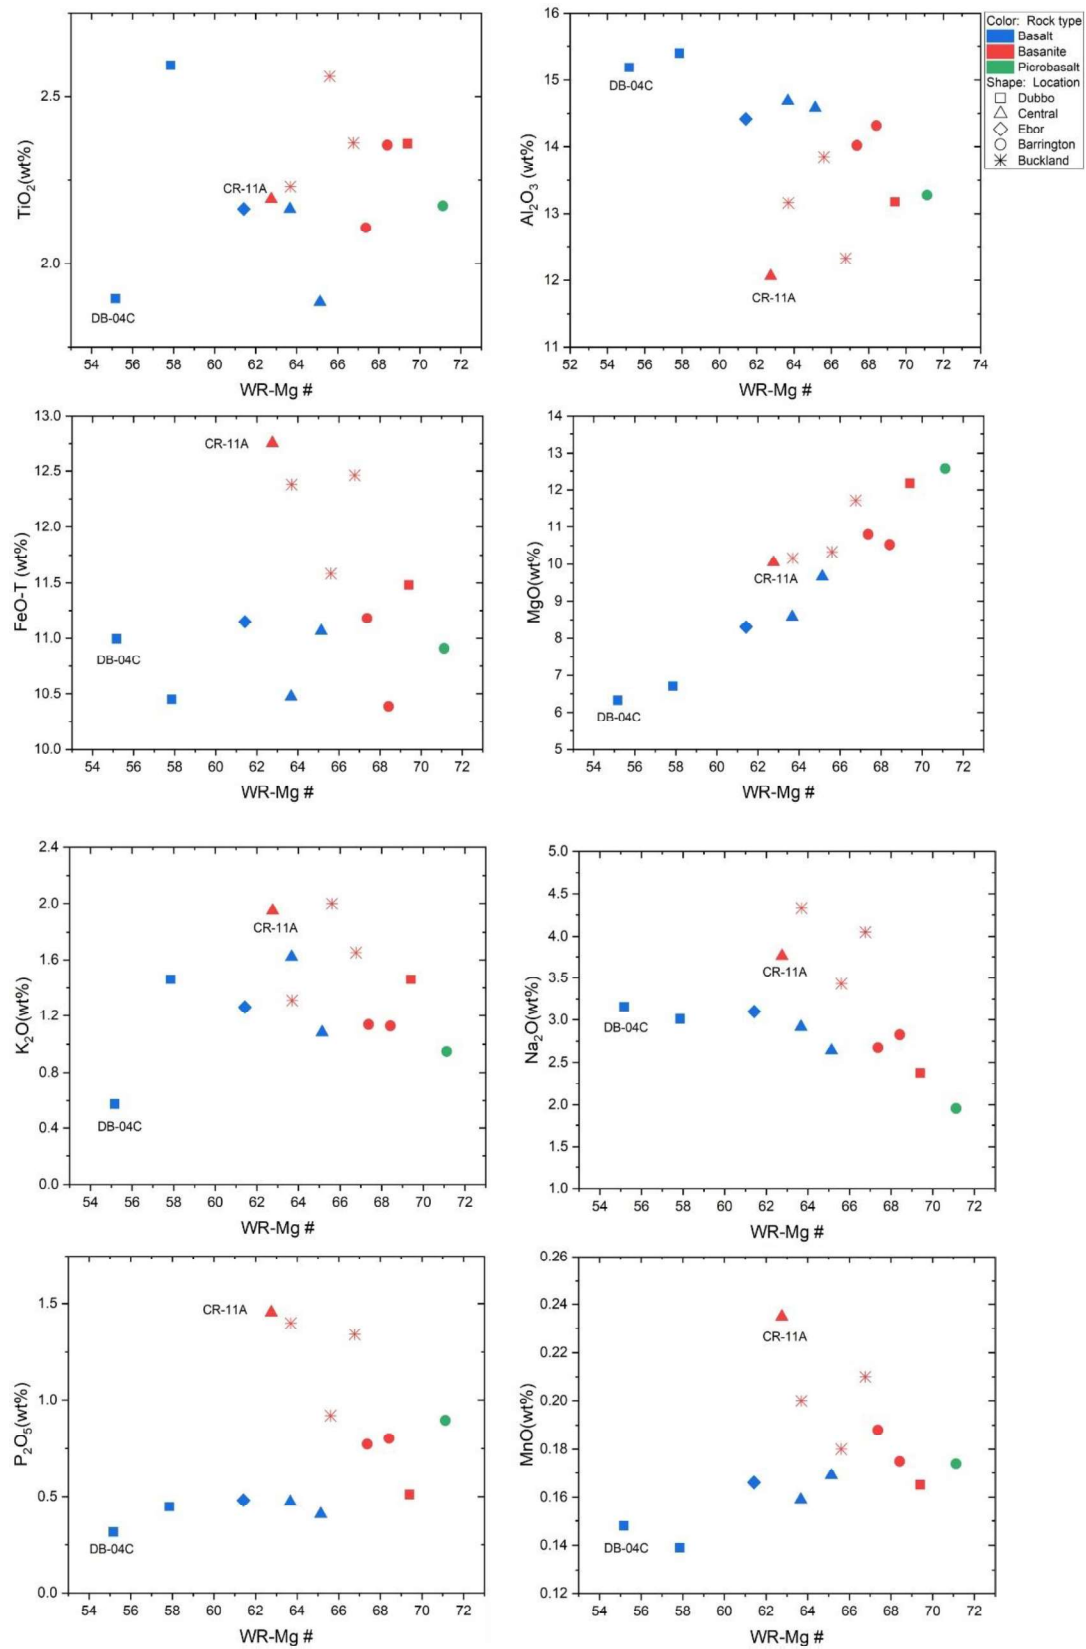 Color: Rock type
Basalt
Basanite
Picrobasalt
Shape: Location
Dubbo
Central
Ebor
Barrington
Buckland
TiO2(wt%)
2.5
2.0
CR-11A
DB-04C
54 56 58 60 62 64 66 68 70 72
WR-Mg #
Al2O3 (wt%)
16
15
14
13
12
11
DB-04C
CR-11A
52 54 56 58 60 62 64 66 68 70 72 74
WR-Mg #
FeO-T (wt%)
13.0
12.5
12.0
11.5
11.0
10.5
10.0
CR-11A
DB-04C
54 56 58 60 62 64 66 68 70 72
WR-Mg #
MgO(wt%)
14
13
12
11
10
9
8
7
6
5
CR-11A
DB-04C
54 56 58 60 62 64 66 68 70 72
WR-Mg #
K2O(wt%)
2.4
2.0
1.6
1.2
0.8
0.4
0.0
CR-11A
DB-04C
54 56 58 60 62 64 66 68 70 72
WR-Mg #
Na2O(wt%)
5.0
4.5
4.0
3.5
3.0
2.5
2.0
1.5
1.0
CR-11A
DB-04C
54 56 58 60 62 64 66 68 70 72
WR-Mg #
P2O5(wt%)
1.5
1.0
0.5
0.0
CR-11A
DB-04C
54 56 58 60 62 64 66 68 70 72
WR-Mg #
MnO(wt%)
0.26
0.24
0.22
0.20
0.18
0.16
0.14
0.12
CR-11A
DB-04C
54 56 58 60 62 64 66 68 70 72
WR-Mg #